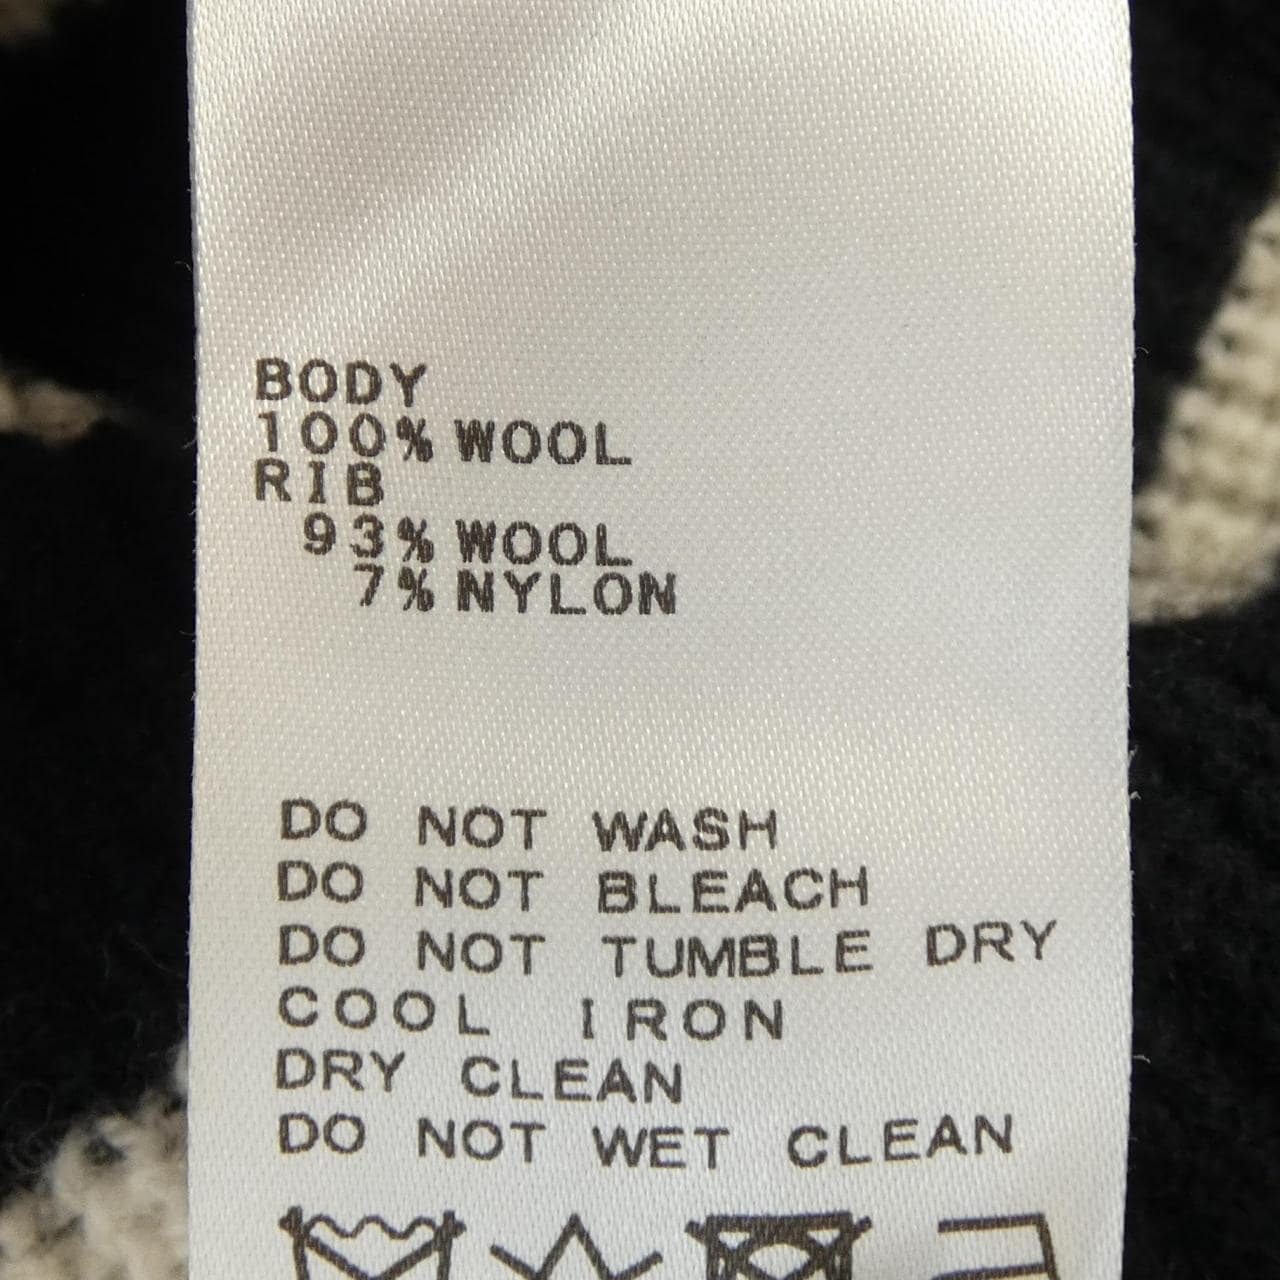 BODY
100% WOOL
RIB
93% WOOL
7% NYLON
DO NOT WASH
DO NOT BLEACH
DO NOT TUMBLE DRY
COOL IRON
DRY CLEAN
DO NOT WET CLEAN